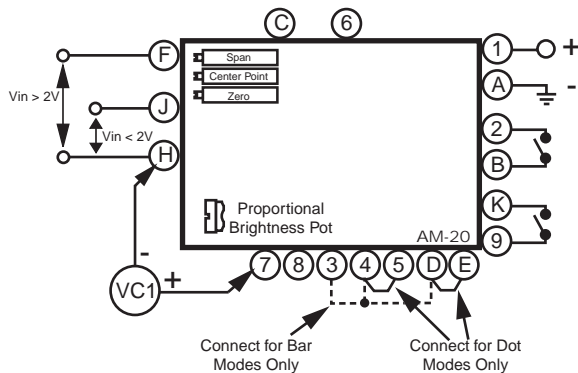 C 6
F 1 +
Span
Center Point
Zero
A -
Vin > 2V
J
Vin < 2V
2
H B
K
Proportional
Brightness Pot
AM-20
9
-
+
VC1
7 8 3 4 5 D E
Connect for Bar
Modes Only
Connect for Dot
Modes Only